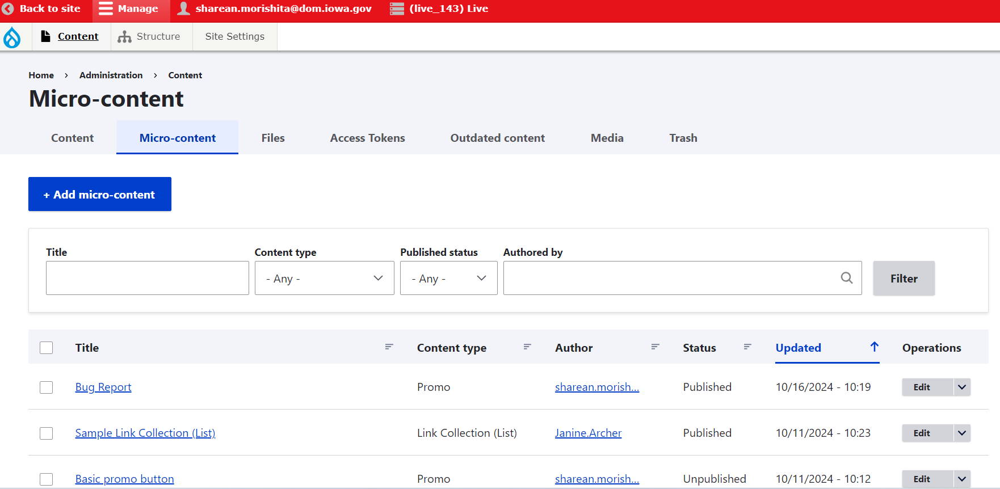 Back to site Manage sharean.morishita@dom.iowa.gov (live_143) Live
Content Structure Site Settings
Home › Administration › Content
Micro-content
Content Micro-content Files Access Tokens Outdated content Media Trash
+ Add micro-content
Title Content type Published status Authored by
- Any - - Any - Filter
Title Content type Author Status Updated Operations
Bug Report Promo sharean.morish... Published 10/16/2024 - 10:19 Edit
Sample Link Collection (List) Link Collection (List) Janine.Archer Published 10/11/2024 - 10:23 Edit
Basic promo button Promo sharean.morish... Unpublished 10/11/2024 - 10:12 Edit